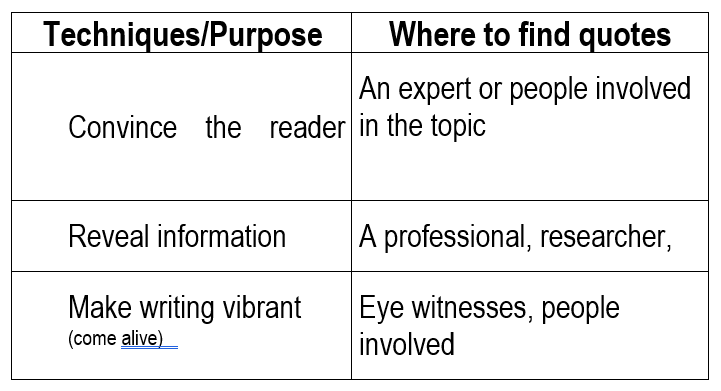 Techniques/Purpose
Where to find quotes
Convince the reader
An expert or people involved
in the topic
Reveal information
A professional, researcher,
Make writing vibrant
(come alive)
Eye witnesses, people
involved